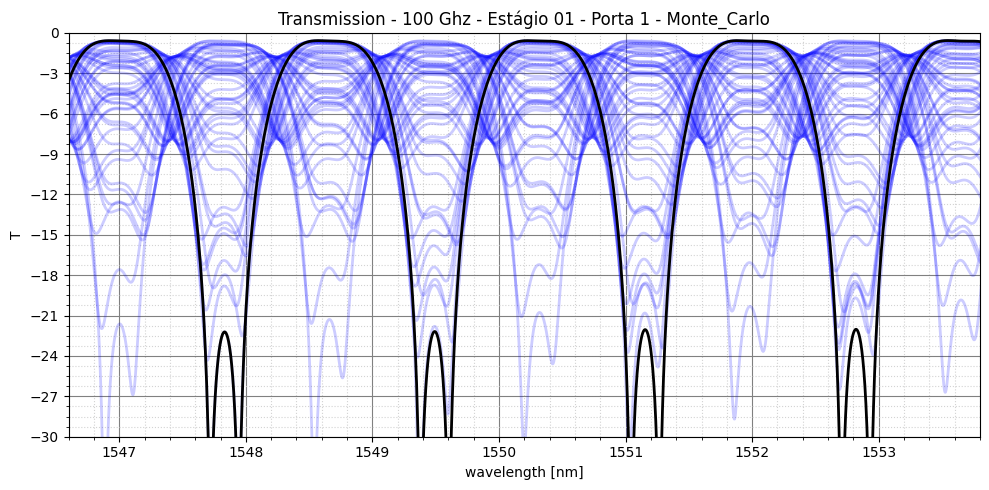 Transmission - 100 Ghz - Estágio 01 - Porta 1 - Monte_Carlo
0
−3
−6
−9
−12
−15
−18
−21
−24
−27
−30
T
1547 1548 1549 1550 1551 1552 1553
wavelength [nm]